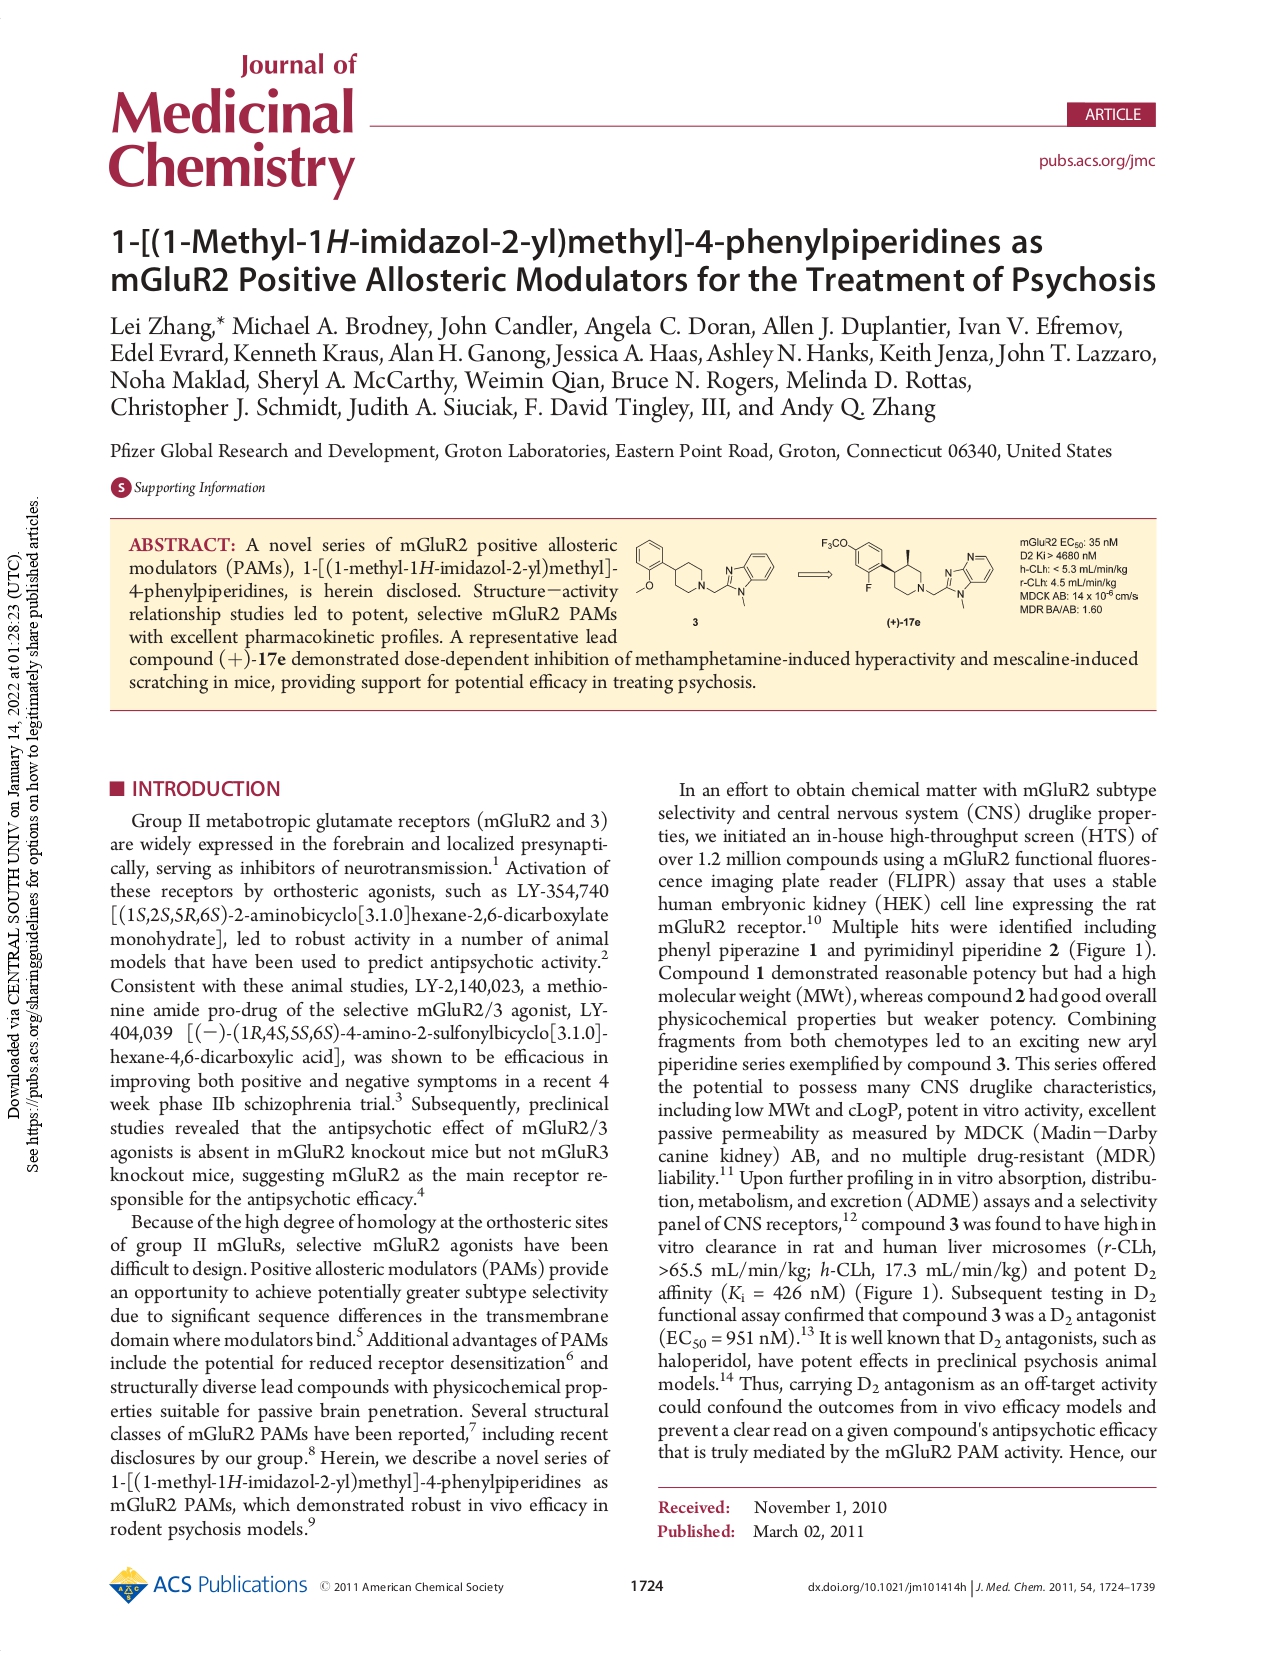 Journal of
Medicinal
Chemistry
ARTICLE
pubs.acs.org/jmc
1-[(1-Methyl-1H-imidazol-2-yl)methyl]-4-phenylpiperidines as
mGluR2 Positive Allosteric Modulators for the Treatment of Psychosis
Lei Zhang,* Michael A. Brodney, John Candler, Angela C. Doran, Allen J. Duplantier, Ivan V. Efremov,
Edel Evrard, Kenneth Kraus, Alan H. Ganong, Jessica A. Haas, Ashley N. Hanks, Keith Jenza, John T. Lazzaro,
Noha Maklad, Sheryl A. McCarthy, Weimin Qian, Bruce N. Rogers, Melinda D. Rottas,
Christopher J. Schmidt, Judith A. Siuciak, F. David Tingley, III, and Andy Q. Zhang
Pfizer Global Research and Development, Groton Laboratories, Eastern Point Road, Groton, Connecticut 06340, United States
S Supporting Information
ABSTRACT: A novel series of mGluR2 positive allosteric
modulators (PAMs), 1-[(1-methyl-1H-imidazol-2-yl)methyl]-
4-phenylpiperidines, is herein disclosed. Structure−activity
relationship studies led to potent, selective mGluR2 PAMs
with excellent pharmacokinetic profiles. A representative lead
compound (+)-17e demonstrated dose-dependent inhibition of methamphetamine-induced hyperactivity and mescaline-induced
scratching in mice, providing support for potential efficacy in treating psychosis.
O
N
N
N
3
F3CO
F
N
N
N
N
(+)-17e
mGluR2 EC50: 35 nM
D2 Ki > 4680 nM
h-CLh: < 5.3 mL/min/kg
r-CLh: 4.5 mL/min/kg
MDCK AB: 14 x 10-6 cm/s
MDR BA/AB: 1.60
INTRODUCTION
Group II metabotropic glutamate receptors (mGluR2 and 3)
are widely expressed in the forebrain and localized presynapti-
cally, serving as inhibitors of neurotransmission.1 Activation of
these receptors by orthosteric agonists, such as LY-354,740
[(1S,2S,5R,6S)-2-aminobicyclo[3.1.0]hexane-2,6-dicarboxylate
monohydrate], led to robust activity in a number of animal
models that have been used to predict antipsychotic activity.2
Consistent with these animal studies, LY-2,140,023, a methio-
nine amide pro-drug of the selective mGluR2/3 agonist, LY-
404,039 [(−)-(1R,4S,5S,6S)-4-amino-2-sulfonylbicyclo[3.1.0]-
hexane-4,6-dicarboxylic acid], was shown to be efficacious in
improving both positive and negative symptoms in a recent 4
week phase IIb schizophrenia trial.3 Subsequently, preclinical
studies revealed that the antipsychotic effect of mGluR2/3
agonists is absent in mGluR2 knockout mice but not mGluR3
knockout mice, suggesting mGluR2 as the main receptor re-
sponsible for the antipsychotic efficacy.4
Because of the high degree of homology at the orthosteric sites
of group II mGluRs, selective mGluR2 agonists have been
difficult to design. Positive allosteric modulators (PAMs) provide
an opportunity to achieve potentially greater subtype selectivity
due to significant sequence differences in the transmembrane
domain where modulators bind.5 Additional advantages of PAMs
include the potential for reduced receptor desensitization6 and
structurally diverse lead compounds with physicochemical prop-
erties suitable for passive brain penetration. Several structural
classes of mGluR2 PAMs have been reported,7 including recent
disclosures by our group.8 Herein, we describe a novel series of
1-[(1-methyl-1H-imidazol-2-yl)methyl]-4-phenylpiperidines as
mGluR2 PAMs, which demonstrated robust in vivo efficacy in
rodent psychosis models.9
In an effort to obtain chemical matter with mGluR2 subtype
selectivity and central nervous system (CNS) druglike proper-
ties, we initiated an in-house high-throughput screen (HTS) of
over 1.2 million compounds using a mGluR2 functional fluores-
cence imaging plate reader (FLIPR) assay that uses a stable
human embryonic kidney (HEK) cell line expressing the rat
mGluR2 receptor.10 Multiple hits were identified including
phenyl piperazine 1 and pyrimidinyl piperidine 2 (Figure 1).
Compound 1 demonstrated reasonable potency but had a high
molecular weight (MWt), whereas compound 2 had good overall
physicochemical properties but weaker potency. Combining
fragments from both chemotypes led to an exciting new aryl
piperidine series exemplified by compound 3. This series offered
the potential to possess many CNS druglike characteristics,
including low MWt and cLogP, potent in vitro activity, excellent
passive permeability as measured by MDCK (Madin−Darby
canine kidney) AB, and no multiple drug-resistant (MDR)
liability.11 Upon further profiling in in vitro absorption, distribu-
tion, metabolism, and excretion (ADME) assays and a selectivity
panel of CNS receptors,12 compound 3 was found to have high in
vitro clearance in rat and human liver microsomes (r-CLh,
>65.5 mL/min/kg; h-CLh, 17.3 mL/min/kg) and potent D2
affinity (Ki = 426 nM) (Figure 1). Subsequent testing in D2
functional assay confirmed that compound 3 was a D2 antagonist
(EC50 = 951 nM).13 It is well known that D2 antagonists, such as
haloperidol, have potent effects in preclinical psychosis animal
models.14 Thus, carrying D2 antagonism as an off-target activity
could confound the outcomes from in vivo efficacy models and
prevent a clear read on a given compound's antipsychotic efficacy
that is truly mediated by the mGluR2 PAM activity. Hence, our
Received: November 1, 2010
Published: March 02, 2011
ACS Publications © 2011 American Chemical Society
1724
dx.doi.org/10.1021/jm101414h | J. Med. Chem. 2011, 54, 1724–1739
Downloaded via CENTRAL SOUTH UNIV on January 14, 2022 at 01:28:23 (UTC).
See https://pubs.acs.org/sharingguidelines for options on how to legitimately share published articles.